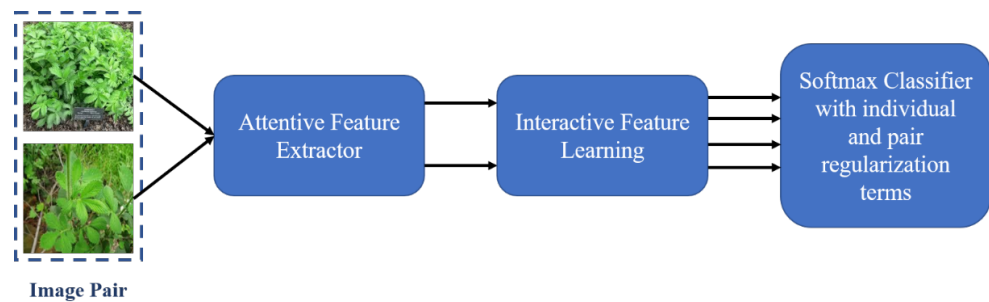 Image Pair
Attentive Feature
Extractor
Interactive Feature
Learning
Softmax Classifier
with individual
and pair
regularization
terms